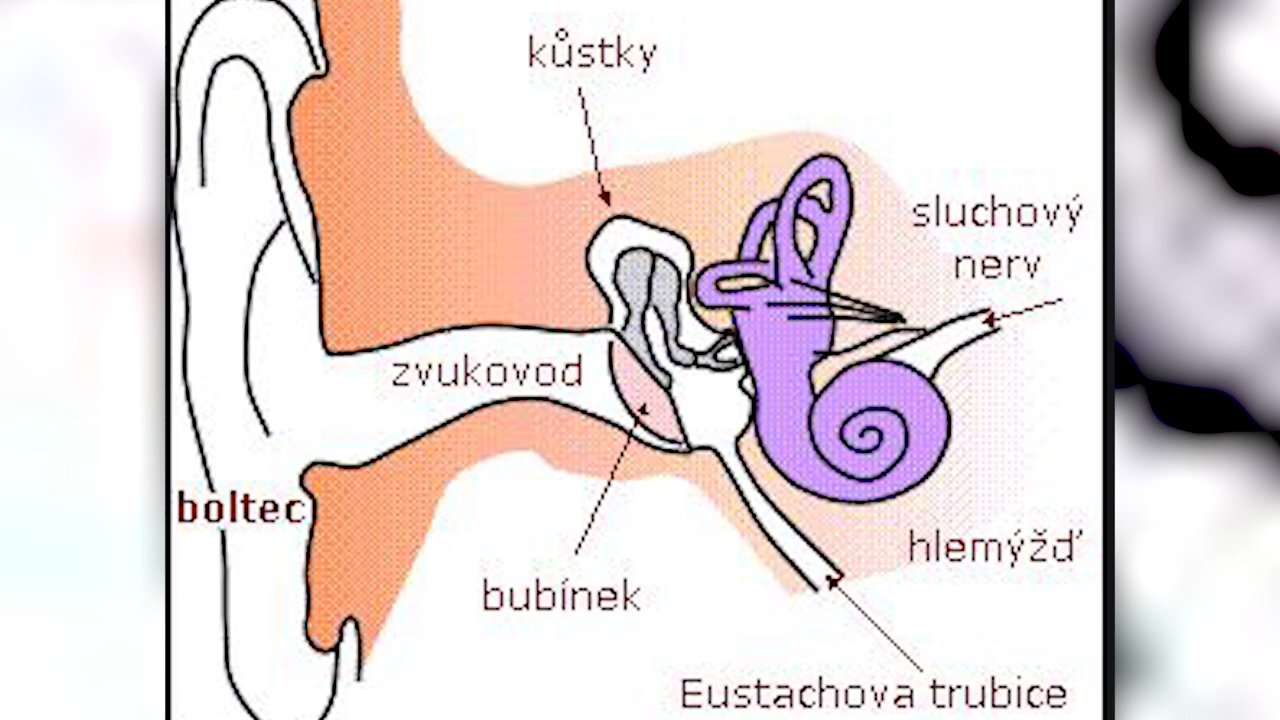 kůstky
sluchový
nerv
zvukovod
boltec
hlemýžď
bubínek
Eustachova trubice